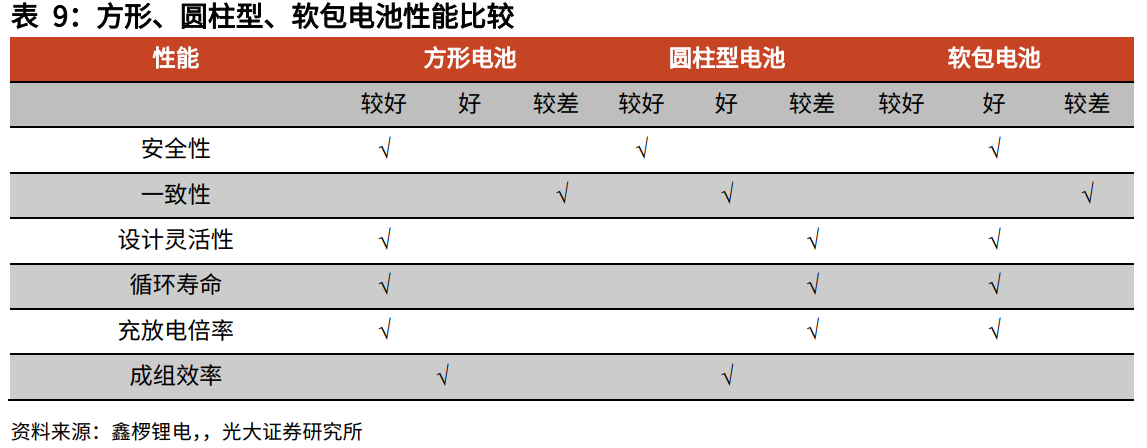 表 9：方形、圆柱型、软包电池性能比较
性能 方形电池 圆柱型电池 软包电池
较好 好 较差 较好 好 较差 较好 好 较差
安全性 √ √ √
一致性 √ √ √
设计灵活性 √ √ √
循环寿命 √ √ √
充放电倍率 √ √ √
成组效率 √ √
资料来源：鑫椤锂电，，光大证券研究所